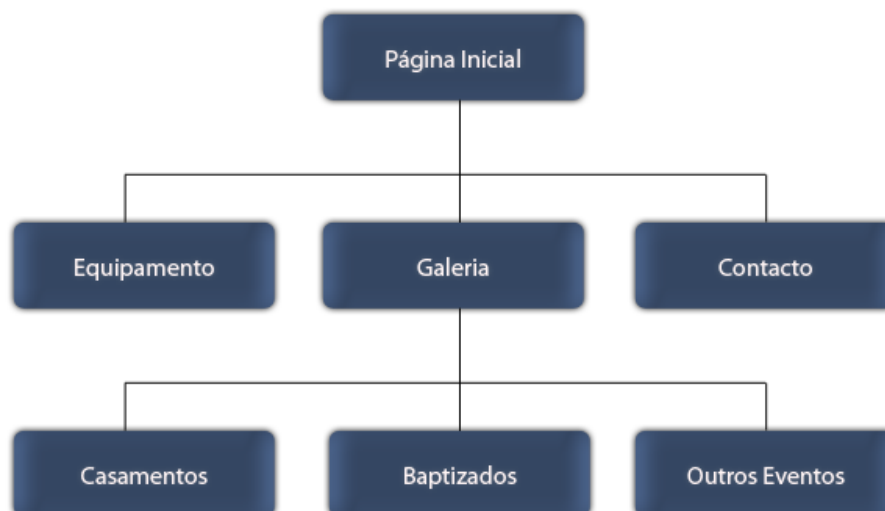 Página Inicial
Equipamento
Galeria
Contacto
Casamentos
Baptizados
Outros Eventos